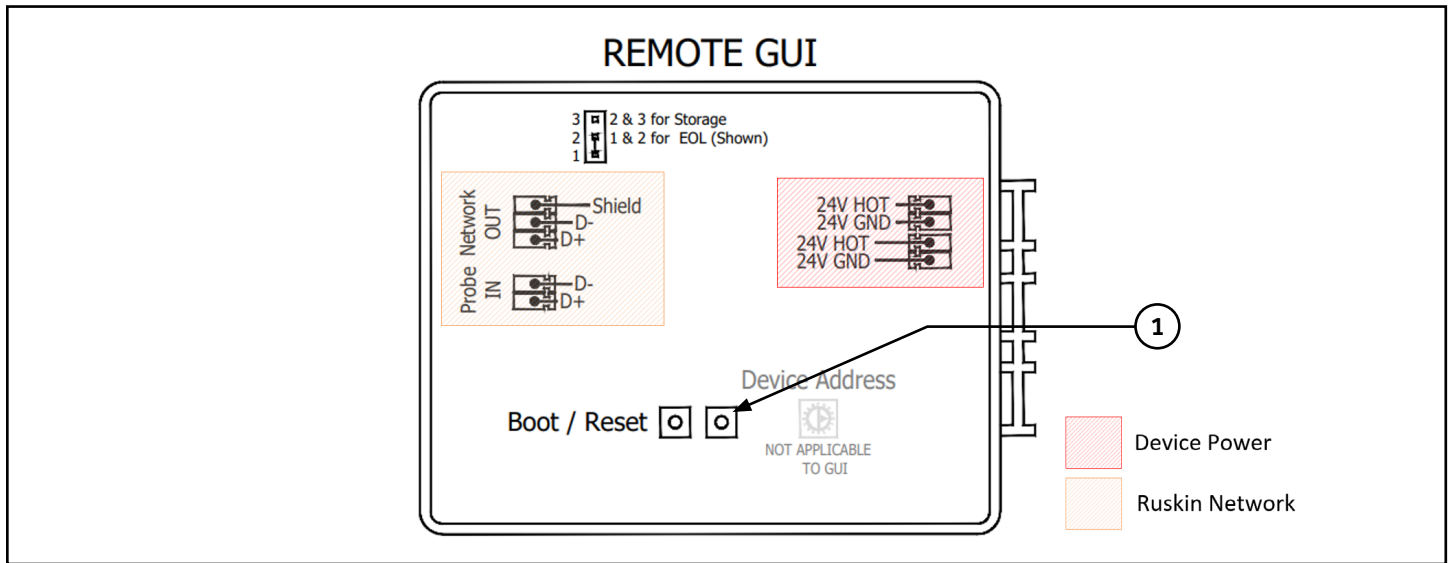 REMOTE GUI
3 2 & 3 for Storage
2 1 & 2 for EOL (Shown)
1
Probe Network
OUT
Shield
D-
D+
IN
D-
D+
24V HOT
24V GND
24V HOT
24V GND
1
Device Address
Boot / Reset
NOT APPLICABLE
TO GUI
Device Power
Ruskin Network